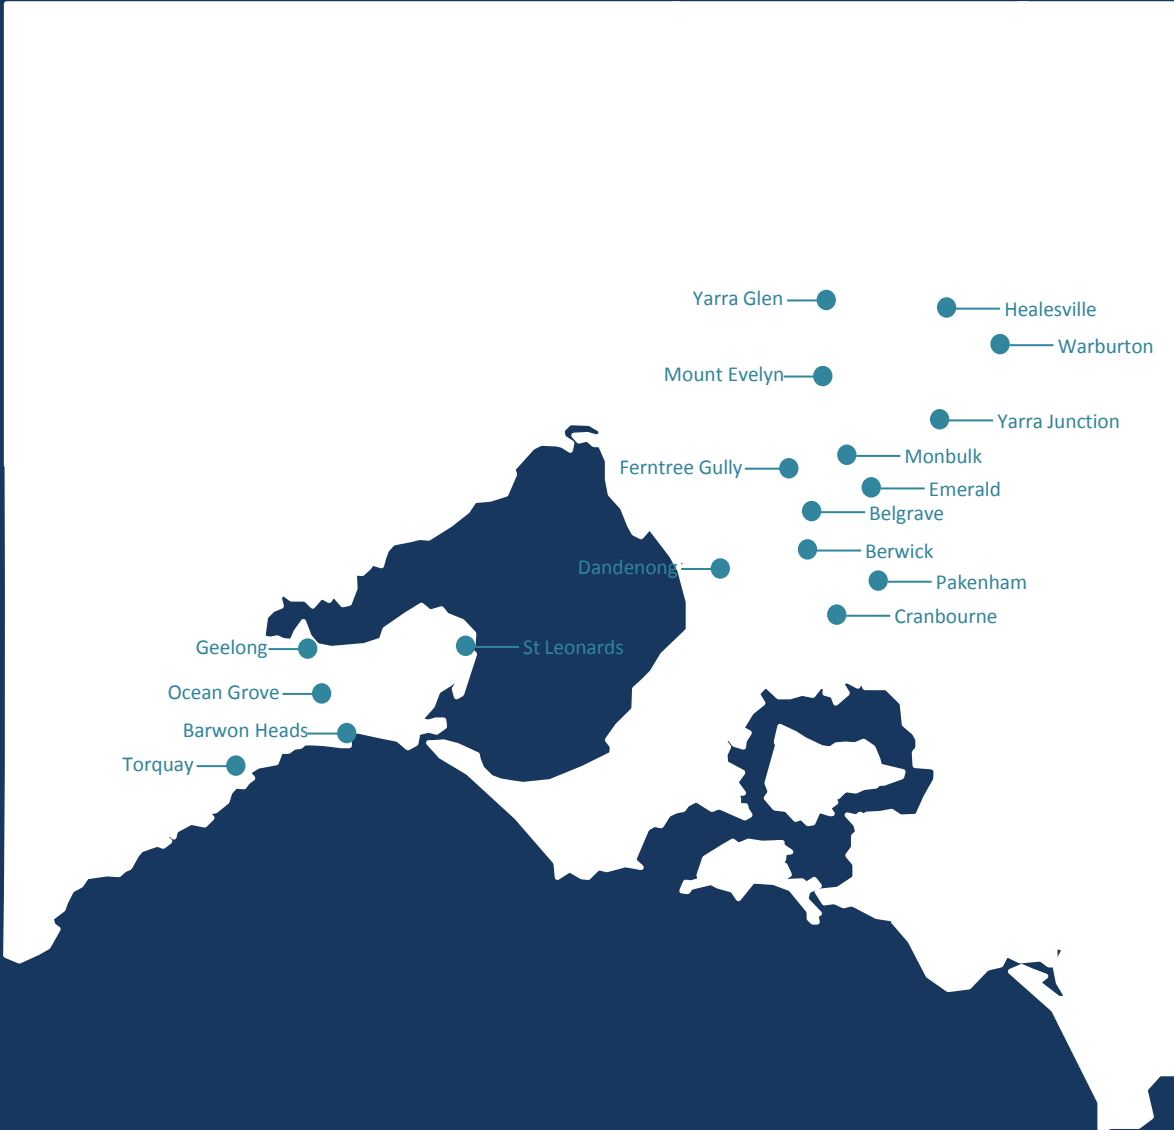 Yarra Glen
Healesville
Warburton
Mount Evelyn
Yarra Junction
Monbulk
Ferntree Gully
Emerald
Belgrave
Berwick
Dandenong
Pakenham
Cranbourne
Geelong
St Leonards
Ocean Grove
Barwon Heads
Torquay